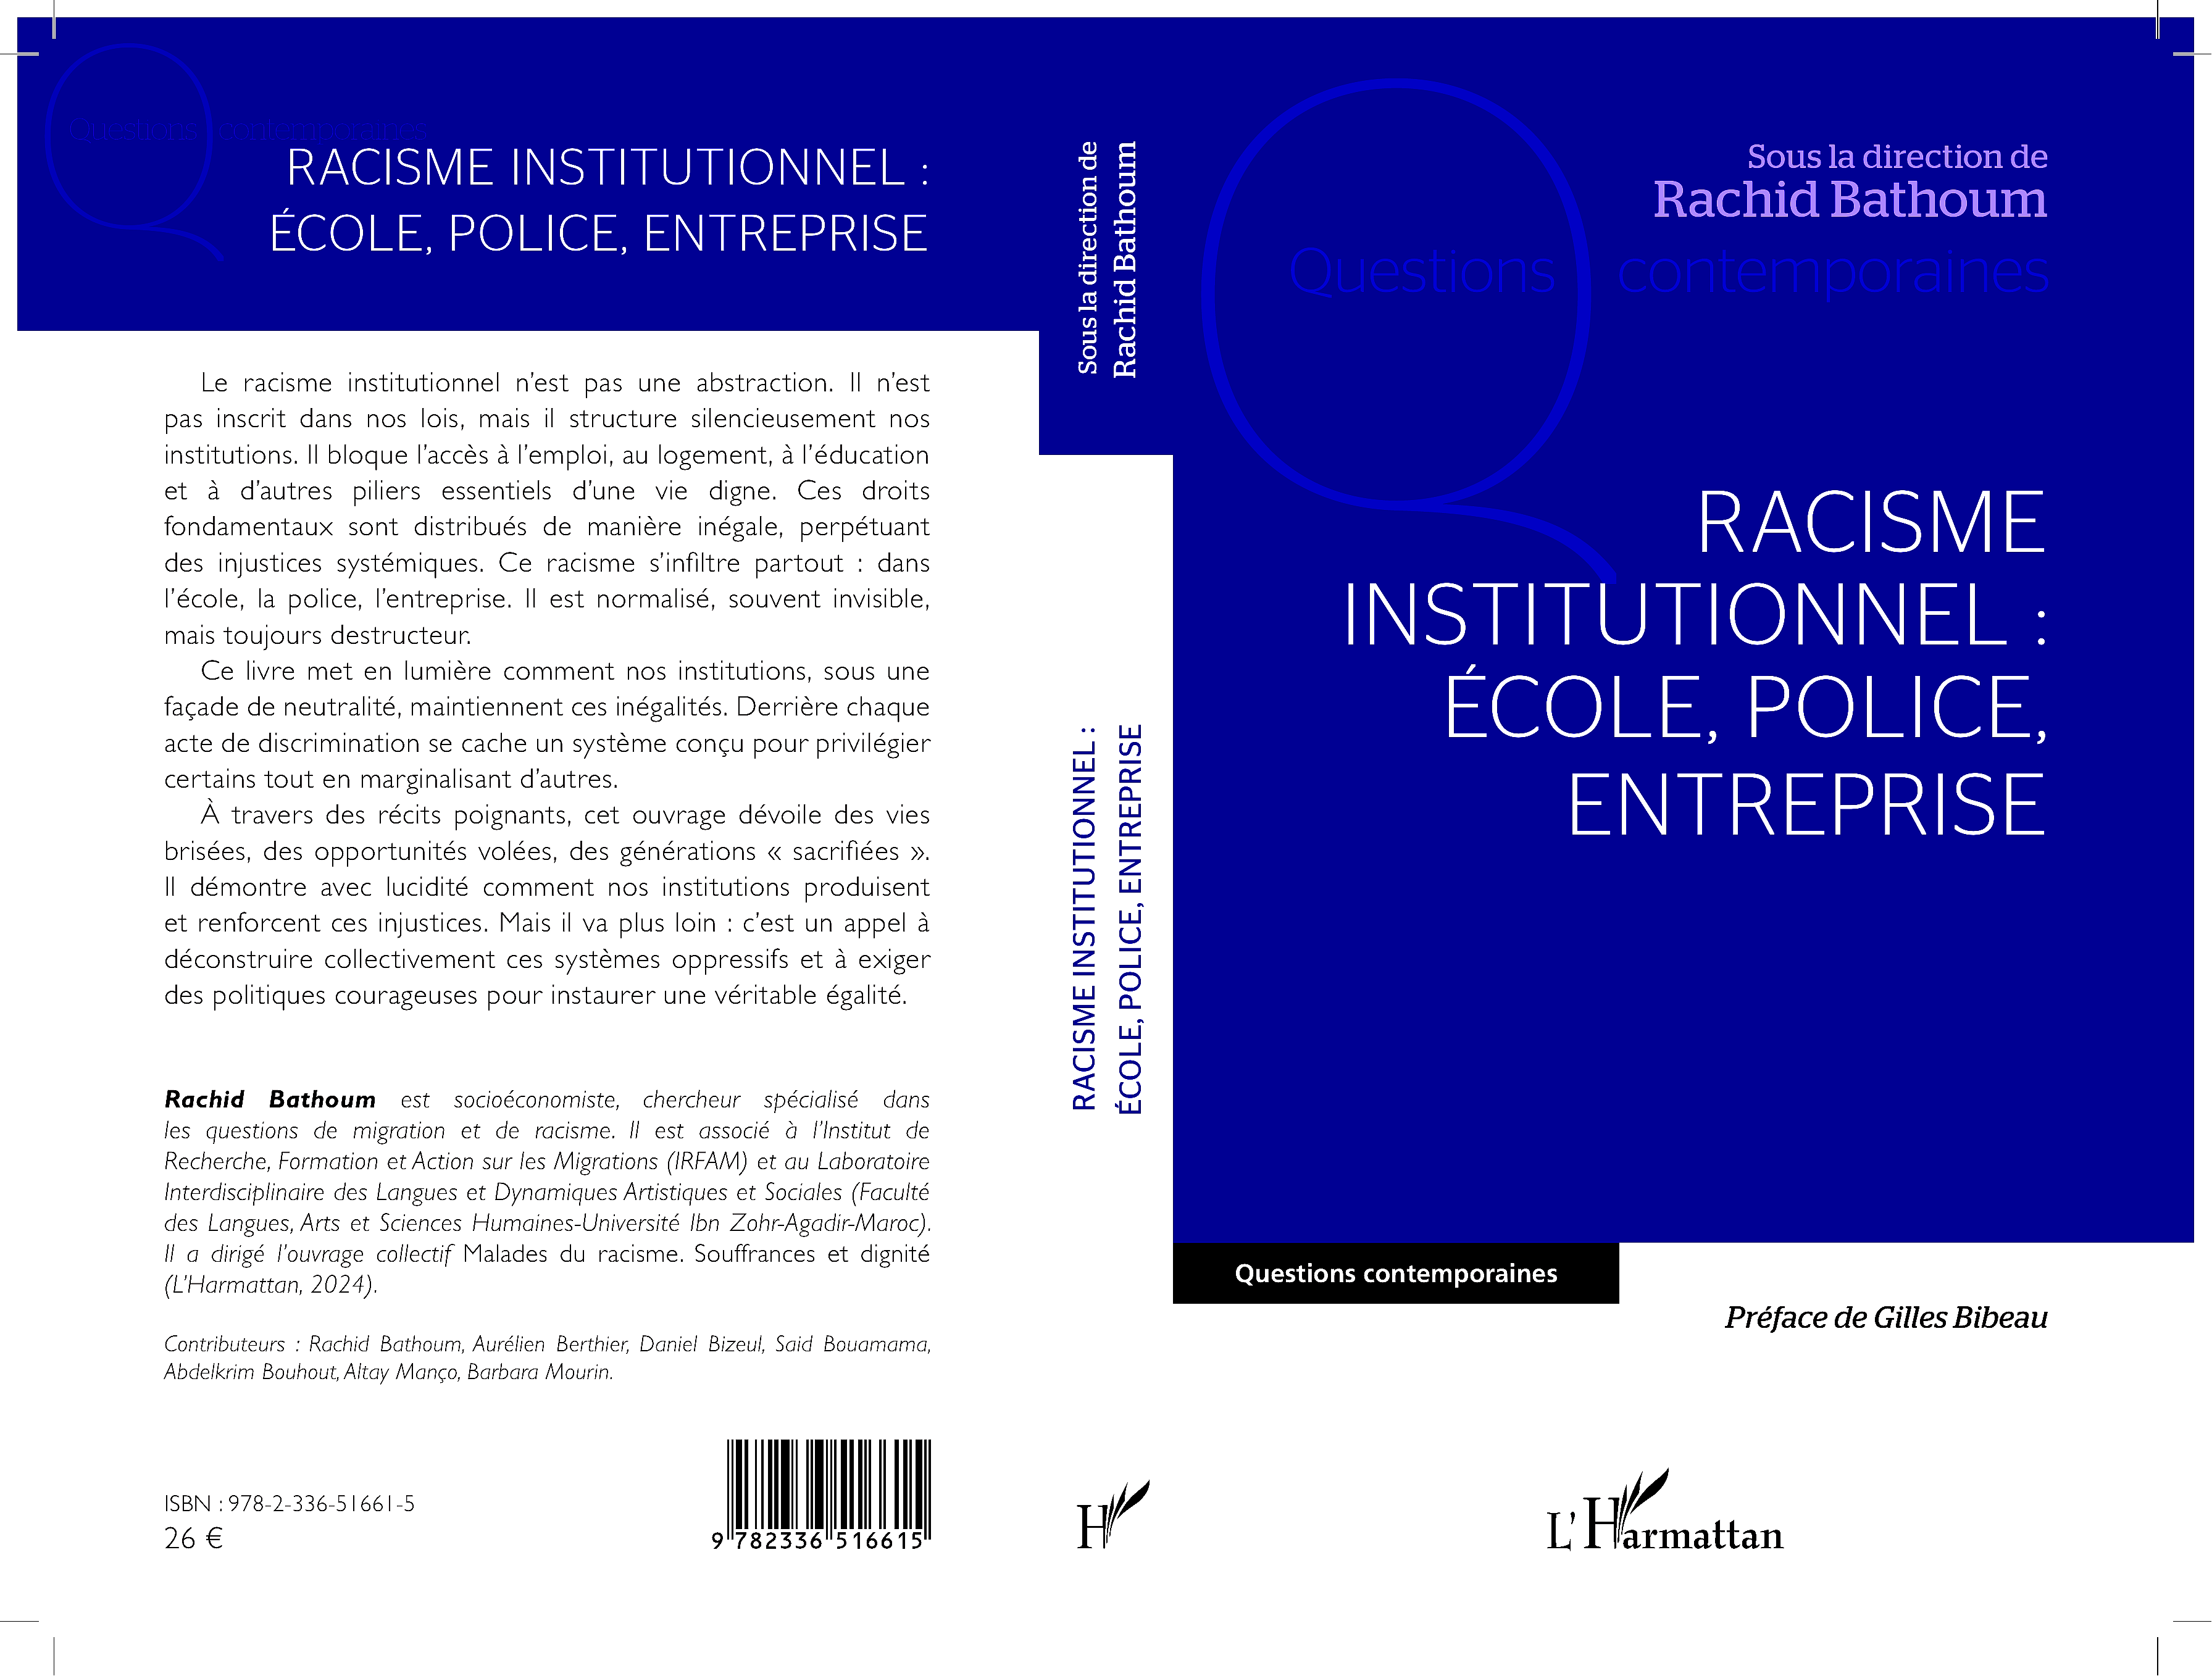 Questions contemporaines
RACISME INSTITUTIONNEL :
ÉCOLE, POLICE, ENTREPRISE
Le racisme institutionnel n’est pas une abstraction. Il n’est
pas inscrit dans nos lois, mais il structure silencieusement nos
institutions. Il bloque l’accès à l’emploi, au logement, à l’éducation
et à d’autres piliers essentiels d’une vie digne. Ces droits
fondamentaux sont distribués de manière inégale, perpétuant
des injustices systémiques. Ce racisme s’infiltre partout : dans
l’école, la police, l’entreprise. Il est normalisé, souvent invisible,
mais toujours destructeur.
Ce livre met en lumière comment nos institutions, sous une
façade de neutralité, maintiennent ces inégalités. Derrière chaque
acte de discrimination se cache un système conçu pour privilégier
certains tout en marginalisant d’autres.
À travers des récits poignants, cet ouvrage dévoile des vies
brisées, des opportunités volées, des générations « sacrifiées ».
Il démontre avec lucidité comment nos institutions produisent
et renforcent ces injustices. Mais il va plus loin : c’est un appel à
déconstruire collectivement ces systèmes oppressifs et à exiger
des politiques courageuses pour instaurer une véritable égalité.
Rachid Bathoum est socioéconomiste, chercheur spécialisé dans
les questions de migration et de racisme. Il est associé à l’Institut de
Recherche, Formation et Action sur les Migrations (IRFAM) et au Laboratoire
Interdisciplinaire des Langues et Dynamiques Artistiques et Sociales (Faculté
des Langues, Arts et Sciences Humaines-Université Ibn Zohr-Agadir-Maroc).
Il a dirigé l’ouvrage collectif Malades du racisme. Souffrances et dignité
(L’Harmattan, 2024).
Contributeurs : Rachid Bathoum, Aurélien Berthier, Daniel Bizeul, Said Bouamama,
Abdelkrim Bouhout, Altay Manço, Barbara Mourin.
ISBN : 978-2-336-51661-5
26 €
9 782336 516615
Sous la direction de
Rachid Bathoum
RACISME INSTITUTIONNEL :
ÉCOLE, POLICE, ENTREPRISE
H
Sous la direction de
Rachid Bathoum
Questions contemporaines
RACISME
INSTITUTIONNEL :
ÉCOLE, POLICE,
ENTREPRISE
Questions contemporaines
Préface de Gilles Bibeau
L’Harmattan